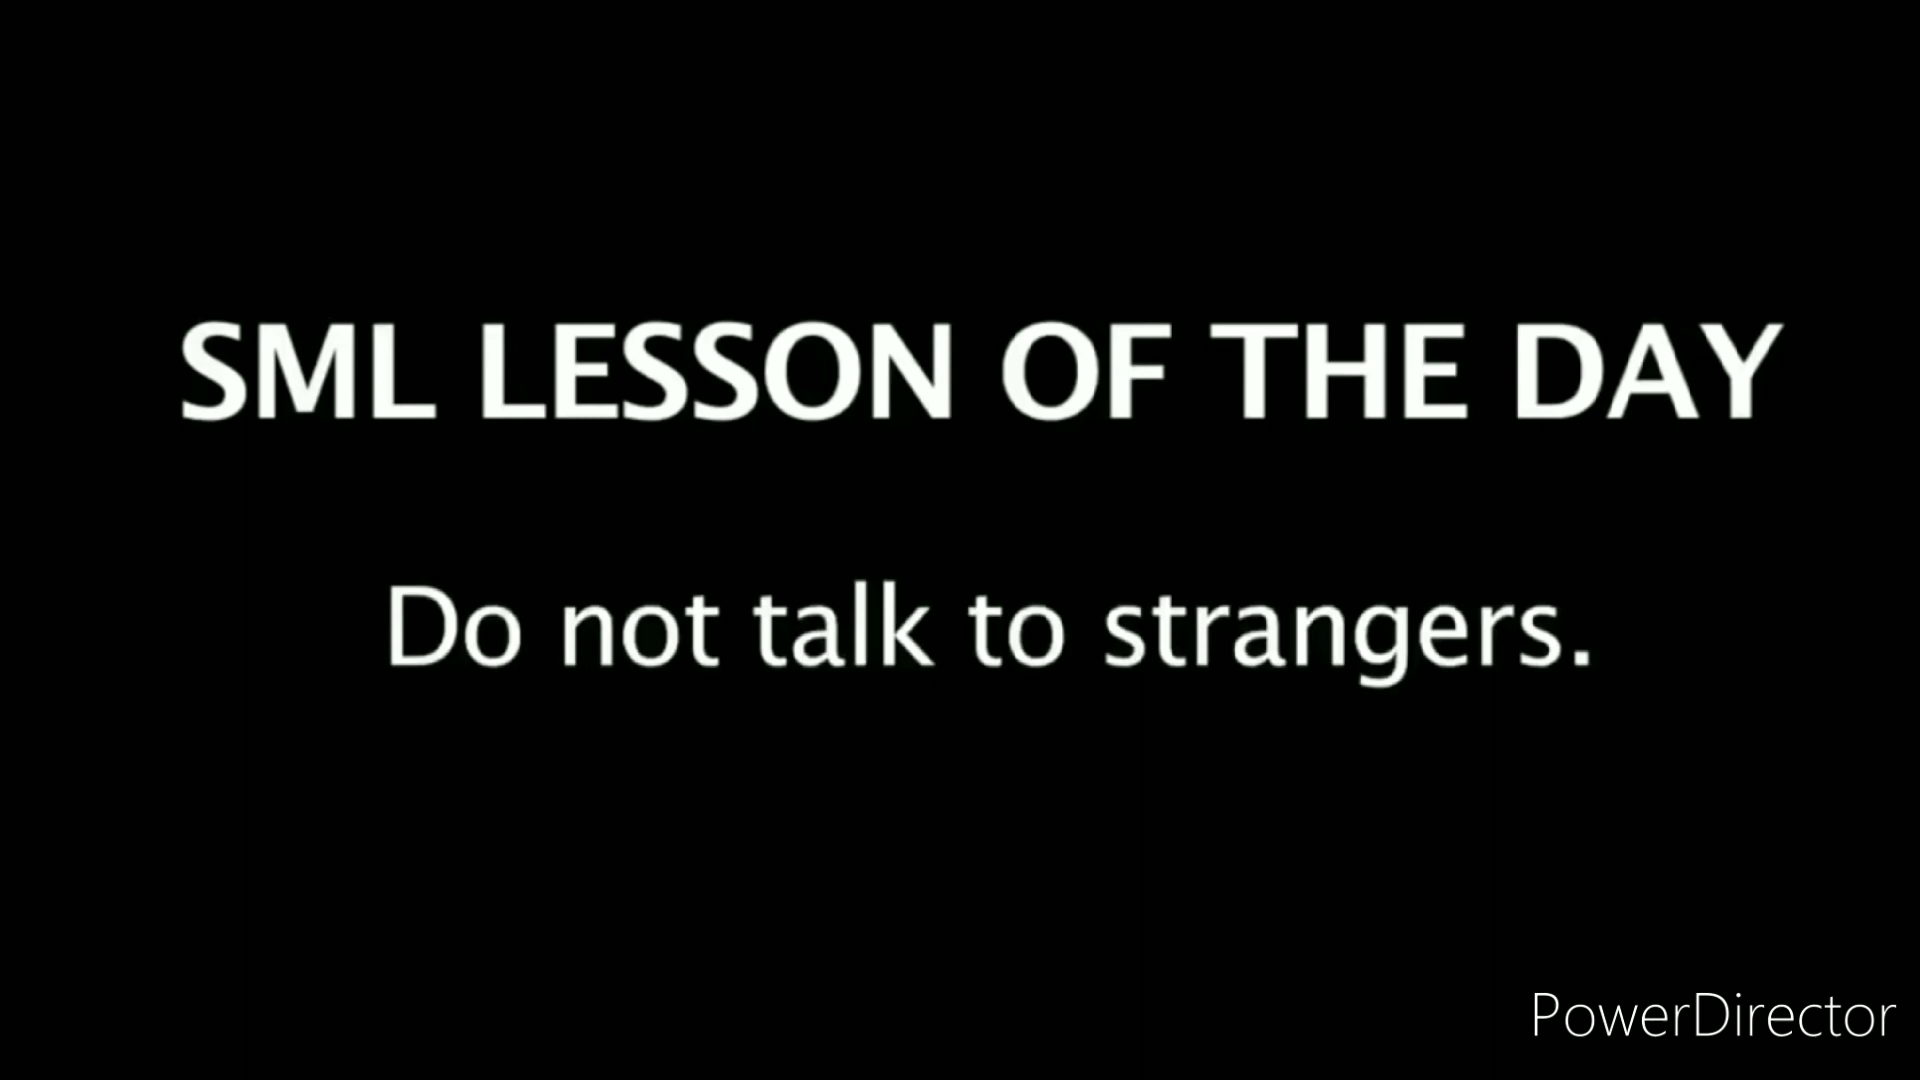 SML LESSON OF THE DAY
Do not talk to strangers.
PowerDirector